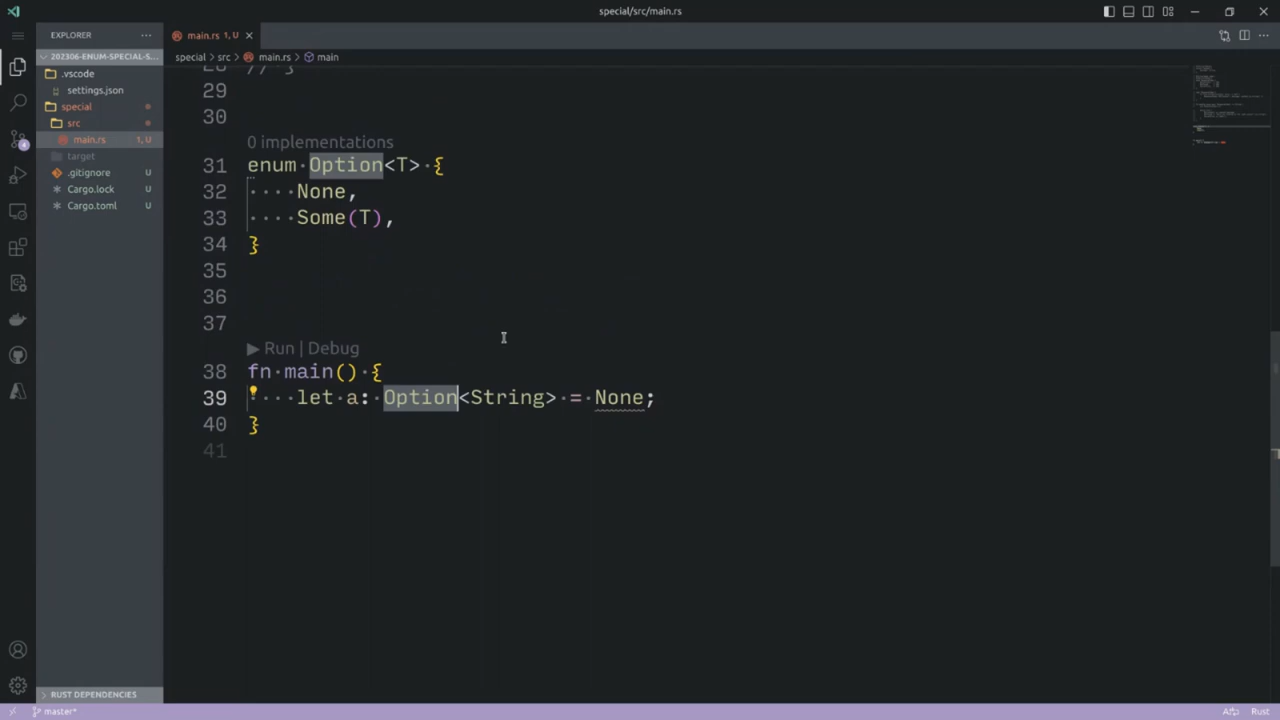 special/src/main.rs
EXPLORER
main.rs 1, U
202306-ENUM-SPECIAL-S...
special > src > main.rs > main
.vscode
settings.json
special
src
main.rs 1, U
target
.gitignore U
Cargo.lock U
Cargo.toml U
4
28 // }
29
30
0 implementations
31 enum Option<T> {
32 ····None,
33 ····Some(T),
34 }
35
36
37
▶ Run | Debug
38 fn main() {
39 ····let a: Option<String> = None;
40 }
41
RUST DEPENDENCIES
master*
Rust